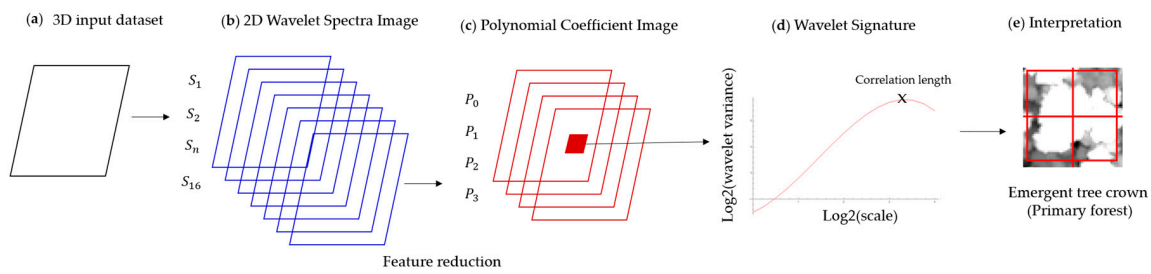 (a) 3D input dataset
(b) 2D Wavelet Spectra Image
(c) Polynomial Coefficient Image
(d) Wavelet Signature
(e) Interpretation
S1
S2
Sn
S16
Feature reduction
P0
P1
P2
P3
Log2(wavelet variance)
Correlation length
X
Log2(scale)
Emergent tree crown
(Primary forest)